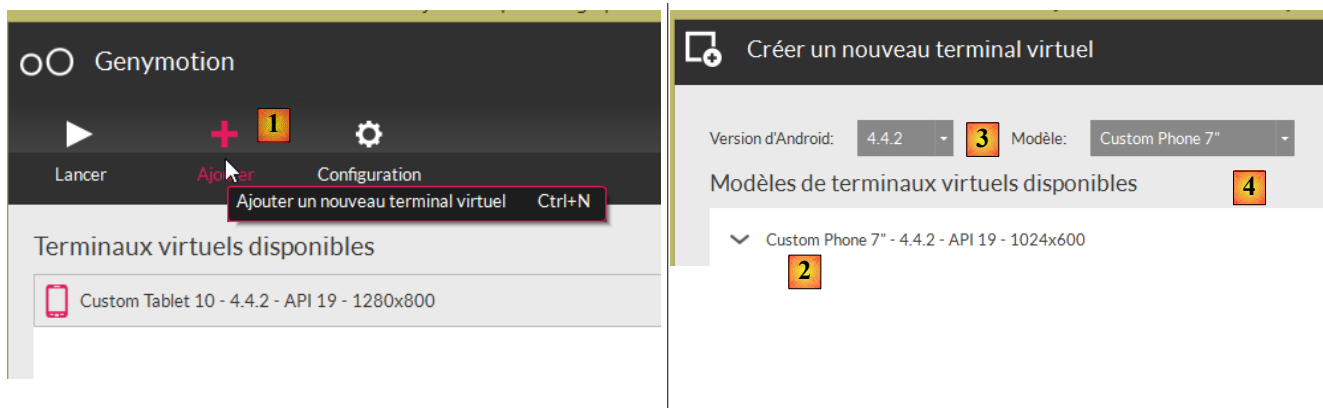 Genymotion
1
Lancer
Ajouter
Configuration
Ajouter un nouveau terminal virtuel Ctrl+N
Terminaux virtuels disponibles
Custom Tablet 10 - 4.4.2 - API 19 - 1280x800
Créer un nouveau terminal virtuel
Version d'Android: 4.4.2 3 Modèle: Custom Phone 7"
Modèles de terminaux virtuels disponibles 4
Custom Phone 7" - 4.4.2 - API 19 - 1024x600
2